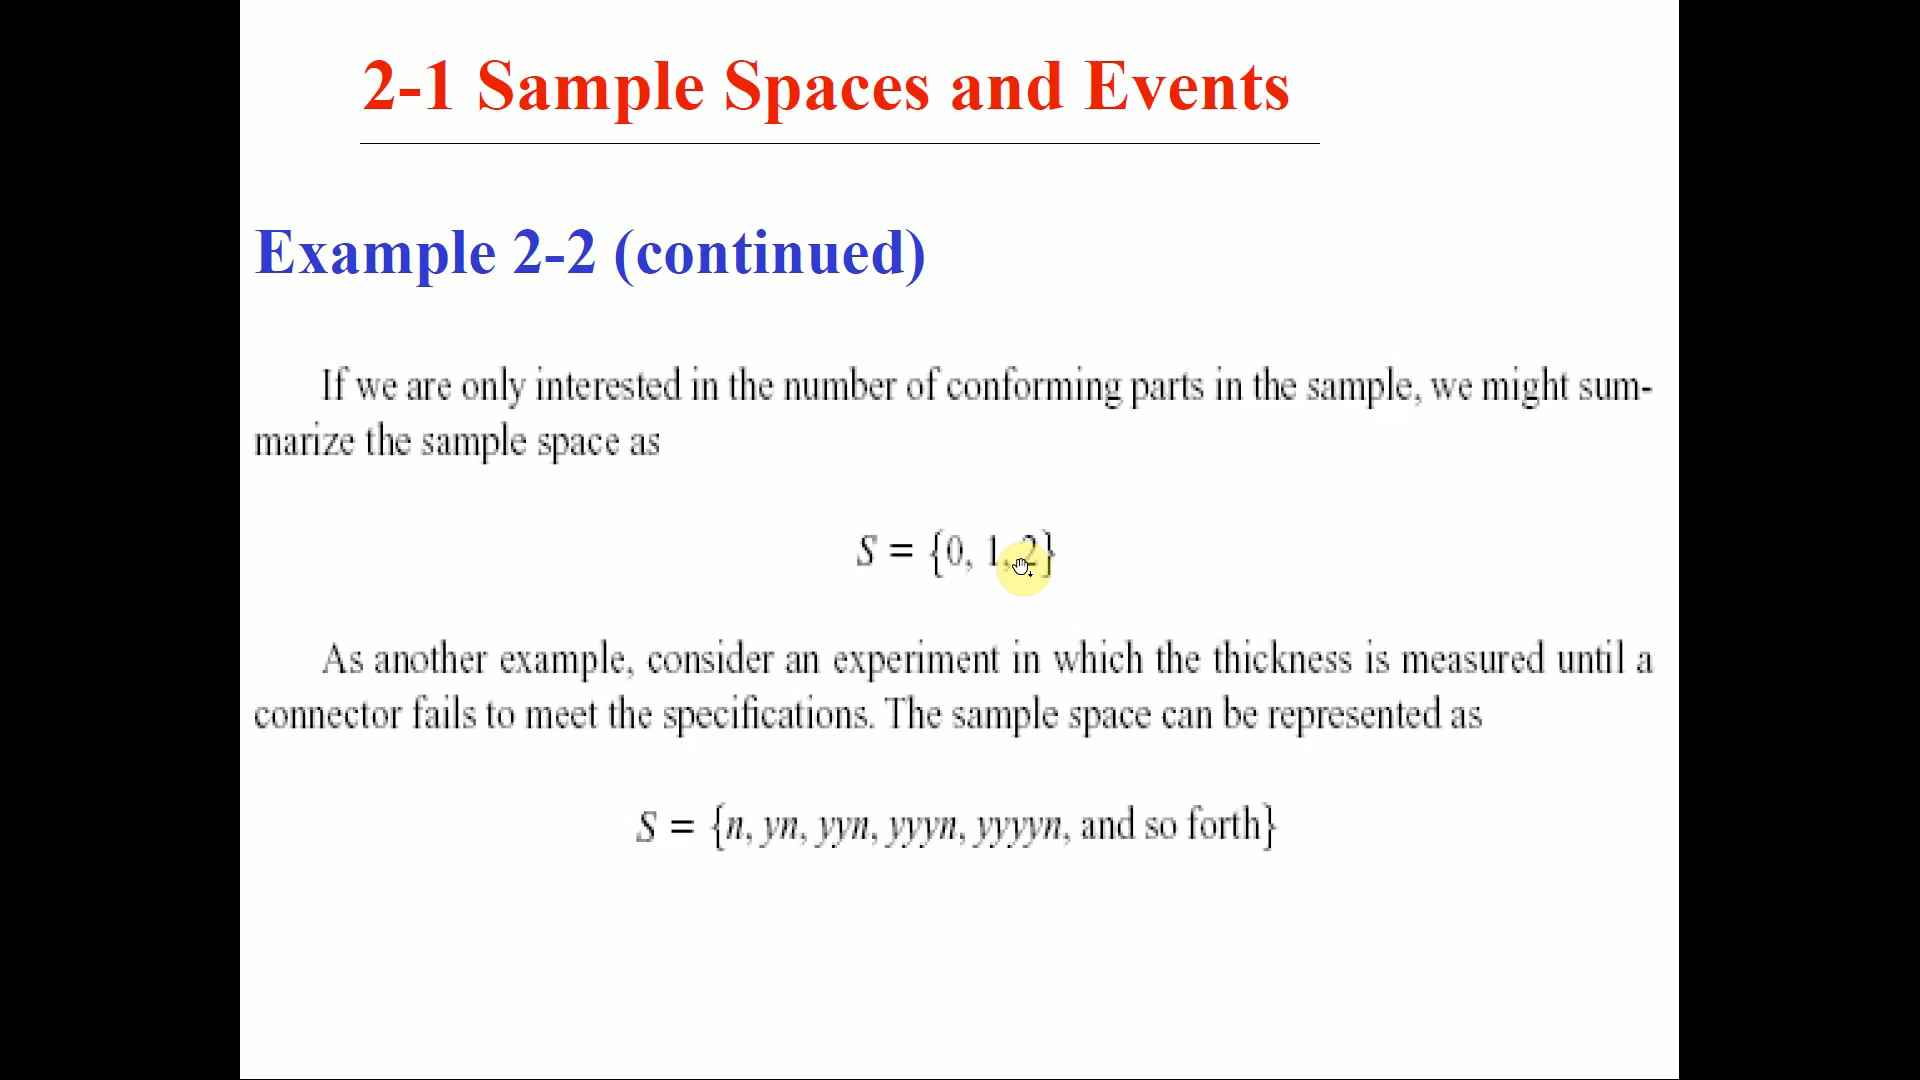 2-1 Sample Spaces and Events
Example 2-2 (continued)
If we are only interested in the number of conforming parts in the sample, we might sum-
marize the sample space as
S = {0, 1, 2}
As another example, consider an experiment in which the thickness is measured until a
connector fails to meet the specifications. The sample space can be represented as
S = {n, yn, yyn, yyyn, yyyyn, and so forth}